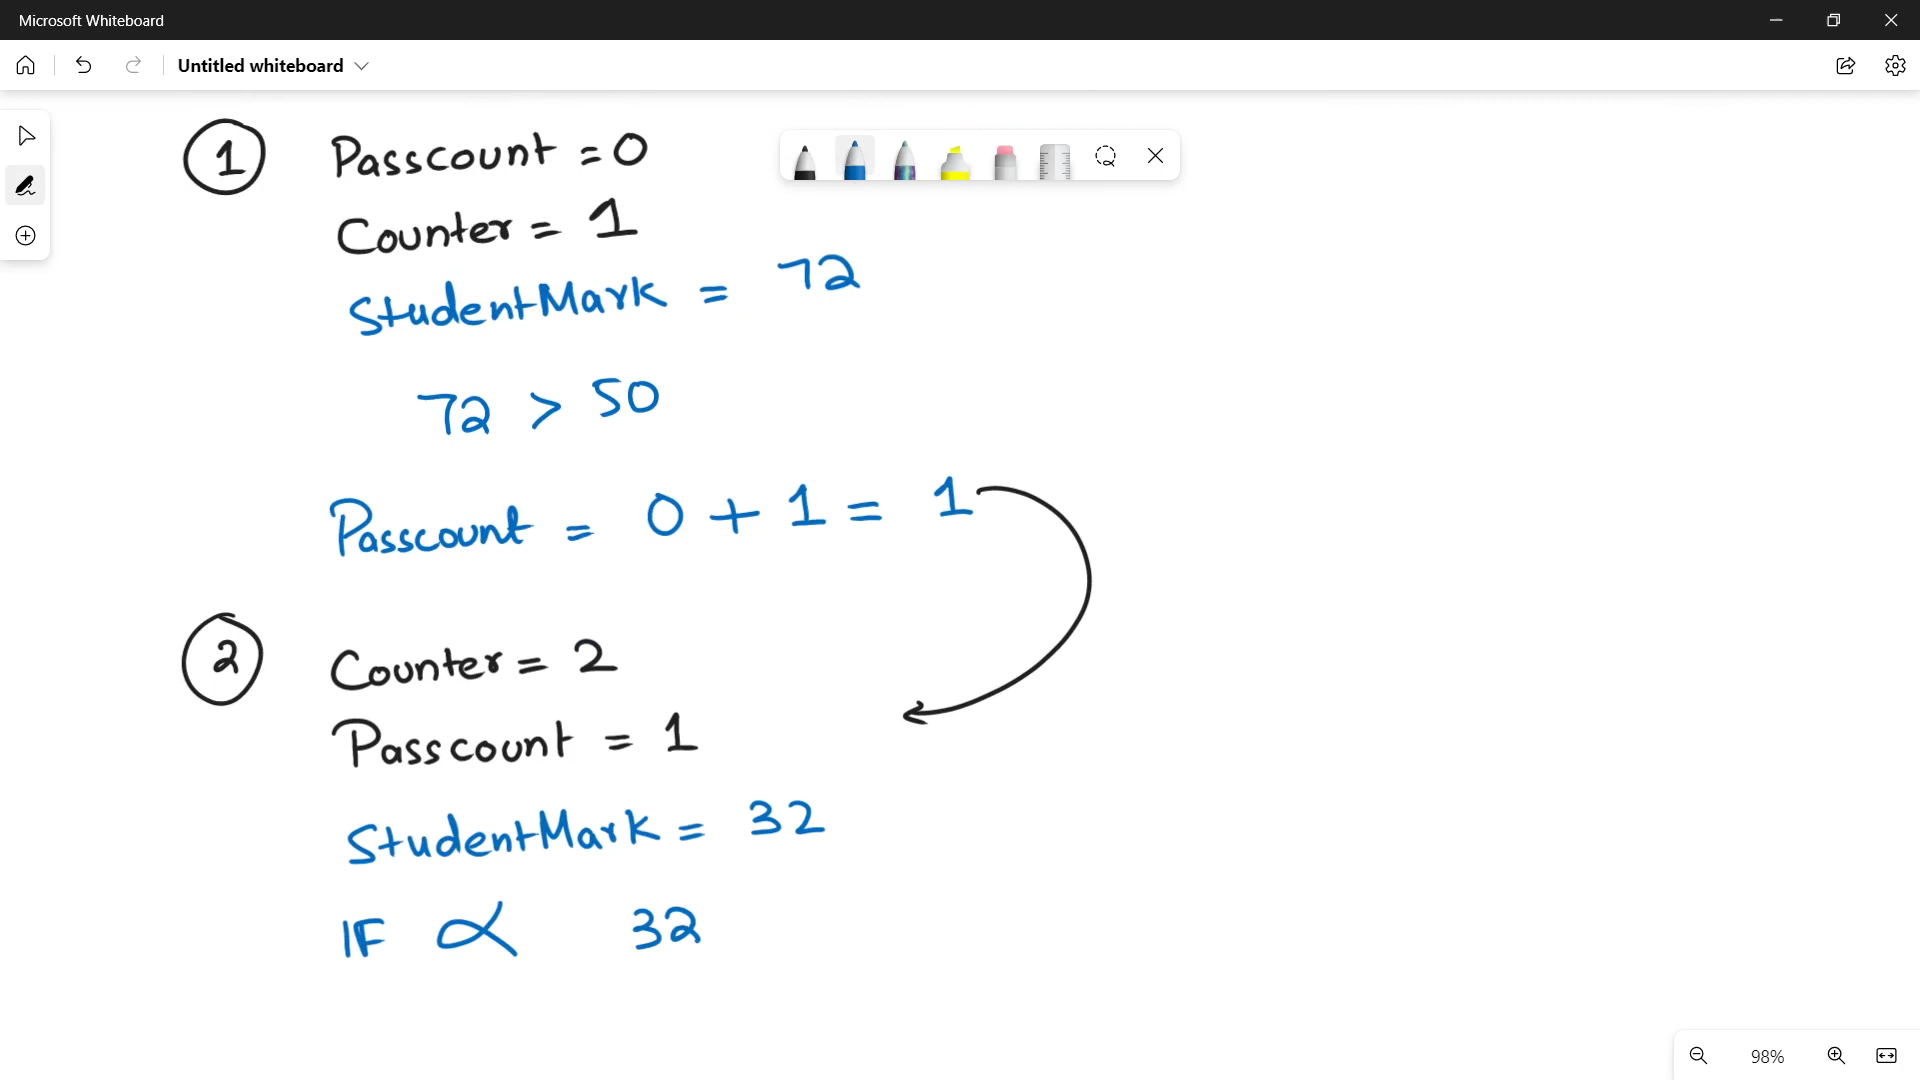 Microsoft Whiteboard
Untitled whiteboard
1 Passcount = 0
Counter = 1
StudentMark = 72
72 > 50
Passcount = 0 + 1 = 1
2 Counter = 2
Passcount = 1
StudentMark = 32
IF 32
98%